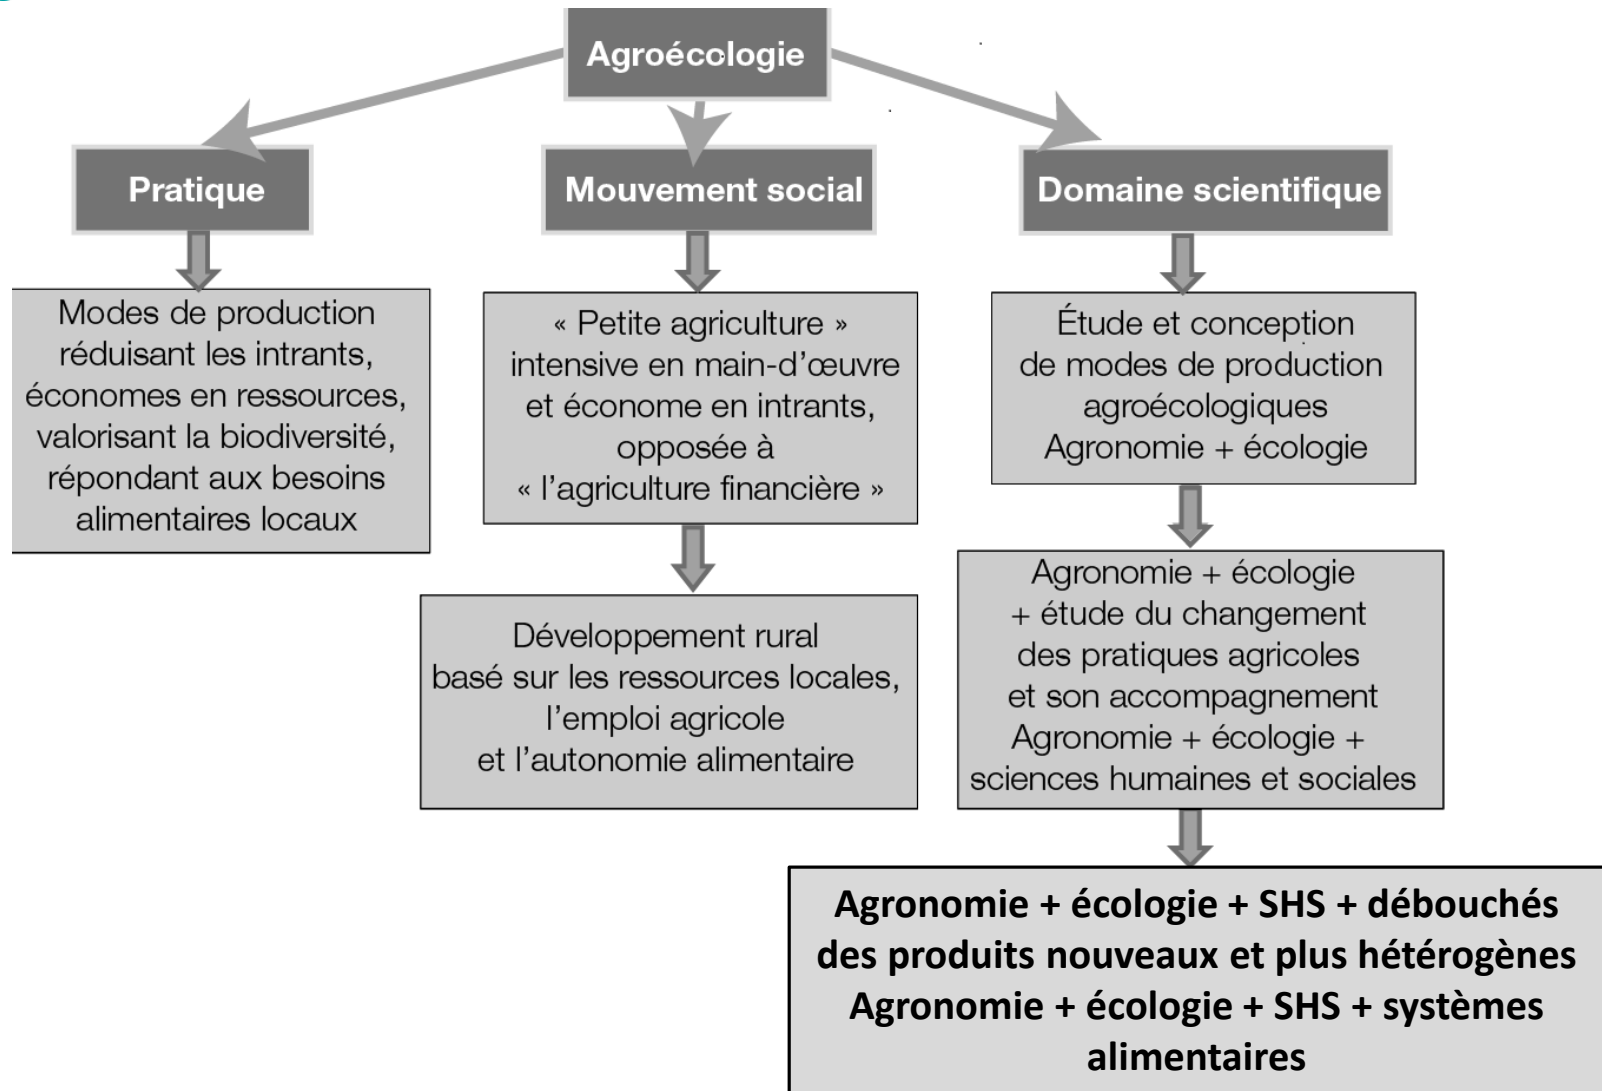 Agroécologie
Pratique
Mouvement social
Domaine scientifique
Modes de production
réduisant les intrants,
économes en ressources,
valorisant la biodiversité,
répondant aux besoins
alimentaires locaux
« Petite agriculture »
intensive en main-d’œuvre
et économe en intrants,
opposée à
« l’agriculture financière »
Développement rural
basé sur les ressources locales,
l’emploi agricole
et l’autonomie alimentaire
Étude et conception
de modes de production
agroécologiques
Agronomie + écologie
Agronomie + écologie
+ étude du changement
des pratiques agricoles
et son accompagnement
Agronomie + écologie +
sciences humaines et sociales
Agronomie + écologie + SHS + débouchés
des produits nouveaux et plus hétérogènes
Agronomie + écologie + SHS + systèmes
alimentaires